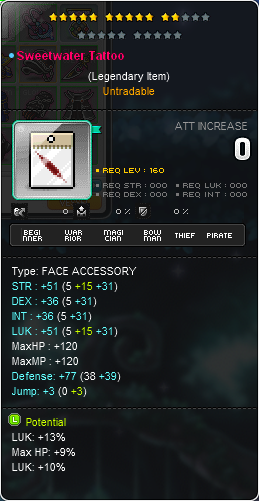 Sweetwater Tattoo
(Legendary Item)
Untradable
ATT INCREASE
0
REQ LEV : 160
REQ STR : 000
REQ LUK : 000
REQ DEX : 000
REQ INT : 000
0
0 %
0 %
BEGINNER WARRIOR MAGICIAN BOWMAN THIEF PIRATE
Type: FACE ACCESSORY
STR : +51 (5 +15 +31)
DEX : +36 (5 +31)
INT : +36 (5 +31)
LUK : +51 (5 +15 +31)
MaxHP : +120
MaxMP : +120
Defense: +77 (38 +39)
Jump: +3 (0 +3)
L Potential
LUK: +13%
Max HP: +9%
LUK: +10%